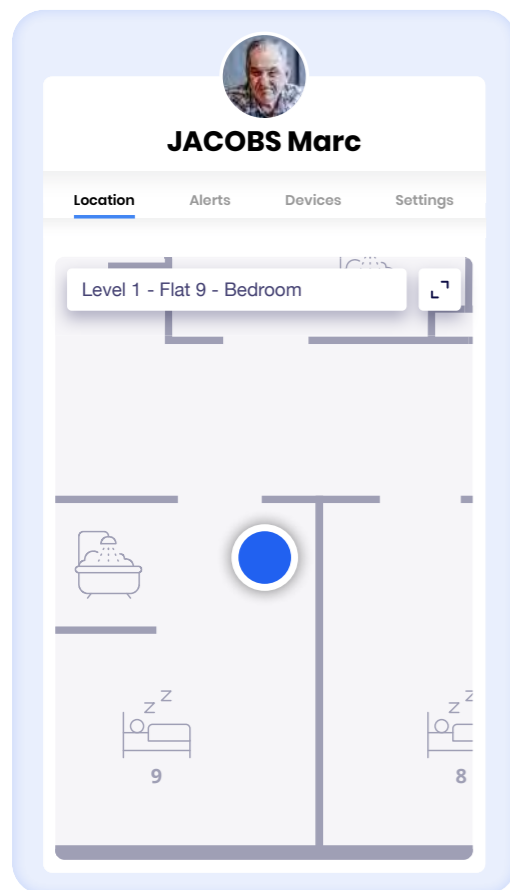 JACOBS Marc
Location Alerts Devices Settings
Level 1 - Flat 9 - Bedroom
Z Z
Z Z
9
8